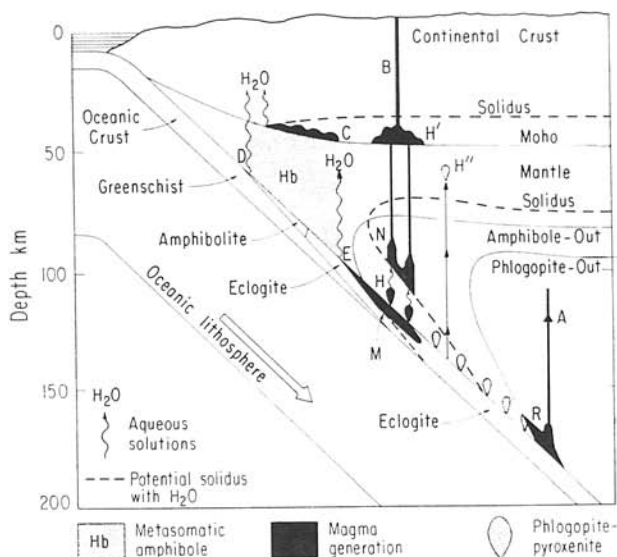 0
50
100
150
200
Depth km
Continental Crust
B
H₂O
Solidus
Oceanic
Crust
C
H'
Moho
D
H₂O
H''
Mantle
Greenschist
Hb
Solidus
Amphibolite
N
Amphibole-Out
E
Phlogopite-Out
Eclogite
H
A
Oceanic
lithosphere
M
R
Eclogite
H₂O
Aqueous
solutions
Potential solidus
with H₂O
Hb
Metasomatic
amphibole
Magma
generation
Phlogopite-
pyroxenite